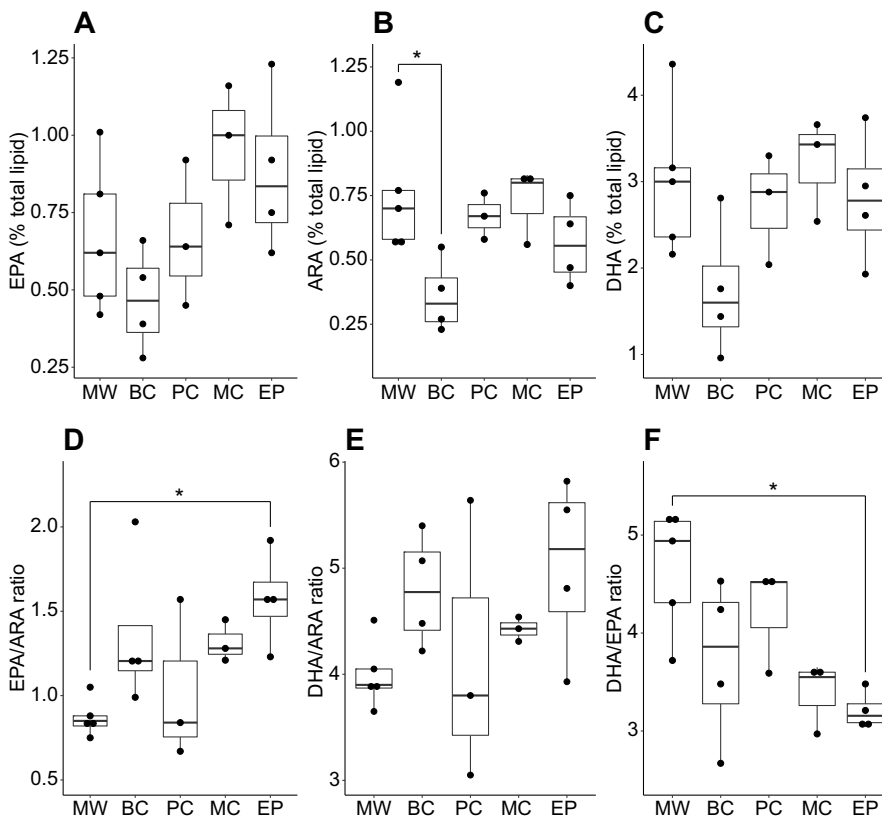 A
EPA (% total lipid)
1.25
1.00
0.75
0.50
0.25
MW BC PC MC EP
B
ARA (% total lipid)
1.25
1.00
0.75
0.50
0.25
*
MW BC PC MC EP
C
DHA (% total lipid)
4
3
2
1
MW BC PC MC EP
D
EPA/ARA ratio
2.0
1.5
1.0
0.5
*
MW BC PC MC EP
E
DHA/ARA ratio
6
5
4
3
MW BC PC MC EP
F
DHA/EPA ratio
5
4
3
*
MW BC PC MC EP